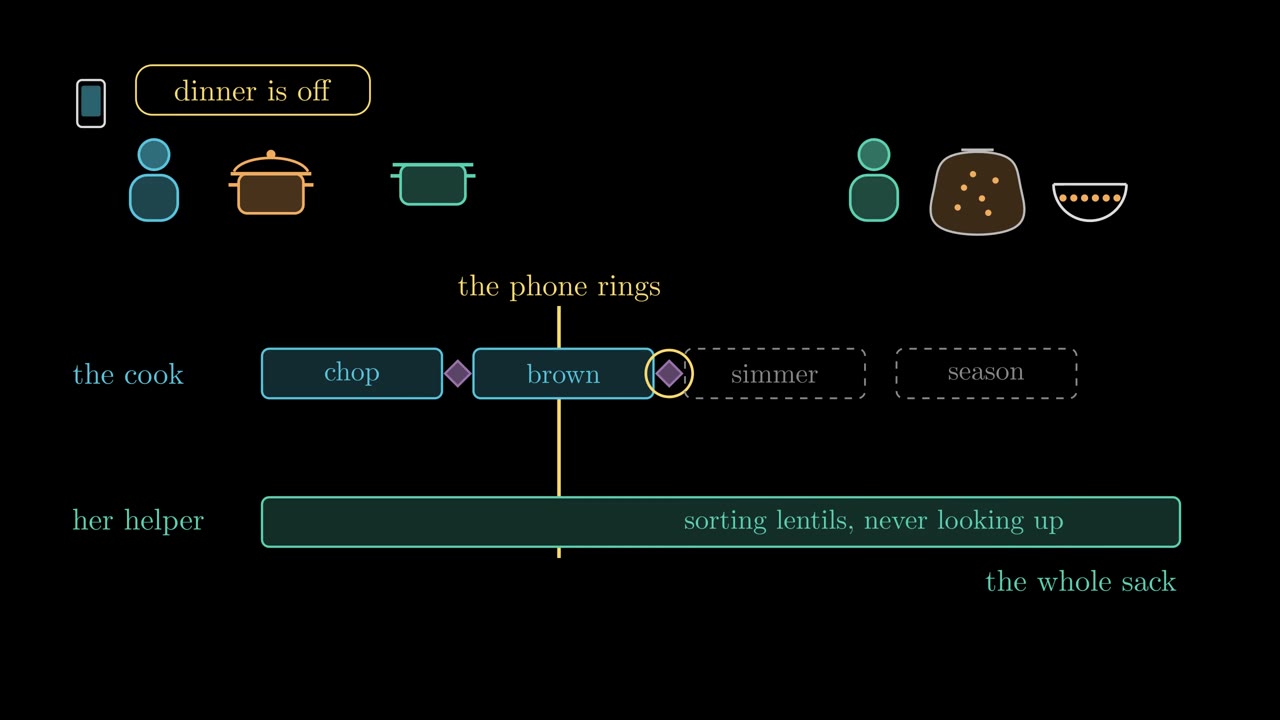 dinner is off
the phone rings
the cook
chop
brown
simmer
season
her helper
sorting lentils, never looking up
the whole sack